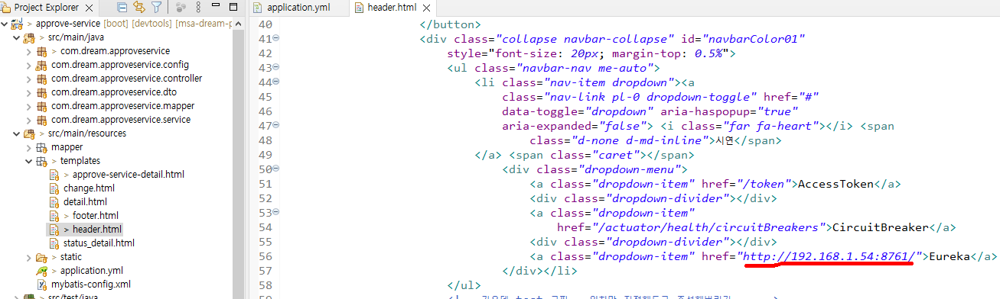 Project Explorer
approve-service [boot] [devtools] [msa-dream-p
src/main/java
> com.dream.approveservice
com.dream.approveservice.config
com.dream.approveservice.controller
com.dream.approveservice.dto
com.dream.approveservice.mapper
com.dream.approveservice.service
> src/main/resources
mapper
> templates
> approve-service-detail.html
change.html
detail.html
> footer.html
> header.html
status_detail.html
> static
> application.yml
mybatis-config.xml
> src/test/java
application.yml
header.html
40 </button>
41 <div class="collapse navbar-collapse" id="navbarColor01"
42 style="font-size: 20px; margin-top: 0.5%">
43 <ul class="navbar-nav me-auto">
44 <li class="nav-item dropdown"><a
45 class="nav-link pl-0 dropdown-toggle" href="#"
46 data-toggle="dropdown" aria-haspopup="true"
47 aria-expanded="false"> <i class="far fa-heart"></i> <span
48 class="d-none d-md-inline">시연</span>
49 </a> <span class="caret"></span>
50 <div class="dropdown-menu">
51 <a class="dropdown-item" href="/token">AccessToken</a>
52 <div class="dropdown-divider"></div>
53 <a class="dropdown-item"
54 href="/actuator/health/circuitBreakers">CircuitBreaker</a>
55 <div class="dropdown-divider"></div>
56 <a class="dropdown-item" href="http://192.168.1.54:8761/">Eureka</a>
57 </div></li>
58 </ul>